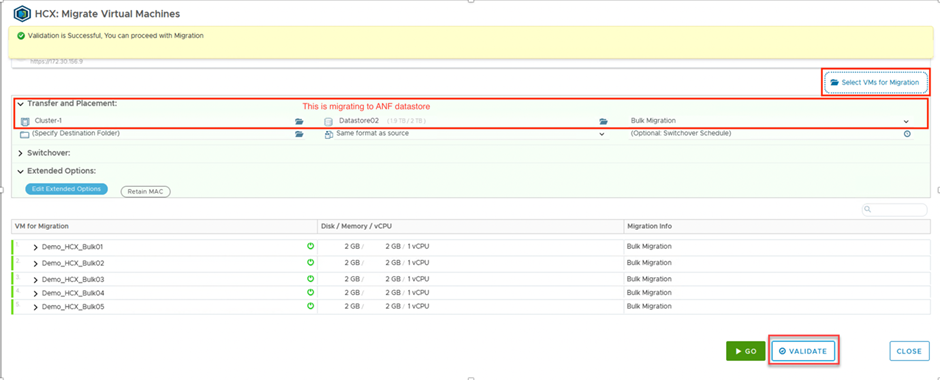 HCX: Migrate Virtual Machines
Validation is Successful, You can proceed with Migration
https://172.30.156.9
Select VMs for Migration
Transfer and Placement:
This is migrating to ANF datastore
Cluster-1 Datastore02 (1.9 TB / 2 TB) Bulk Migration
(Specify Destination Folder) Same format as source (Optional: Switchover Schedule)
Switchover:
Extended Options:
Edit Extended Options Retain MAC
VM for Migration Disk / Memory / vCPU Migration Info
1 Demo_HCX_Bulk01 2 GB / 2 GB / 1 vCPU Bulk Migration
2 Demo_HCX_Bulk02 2 GB / 2 GB / 1 vCPU Bulk Migration
3 Demo_HCX_Bulk03 2 GB / 2 GB / 1 vCPU Bulk Migration
4 Demo_HCX_Bulk04 2 GB / 2 GB / 1 vCPU Bulk Migration
5 Demo_HCX_Bulk05 2 GB / 2 GB / 1 vCPU Bulk Migration
GO VALIDATE CLOSE